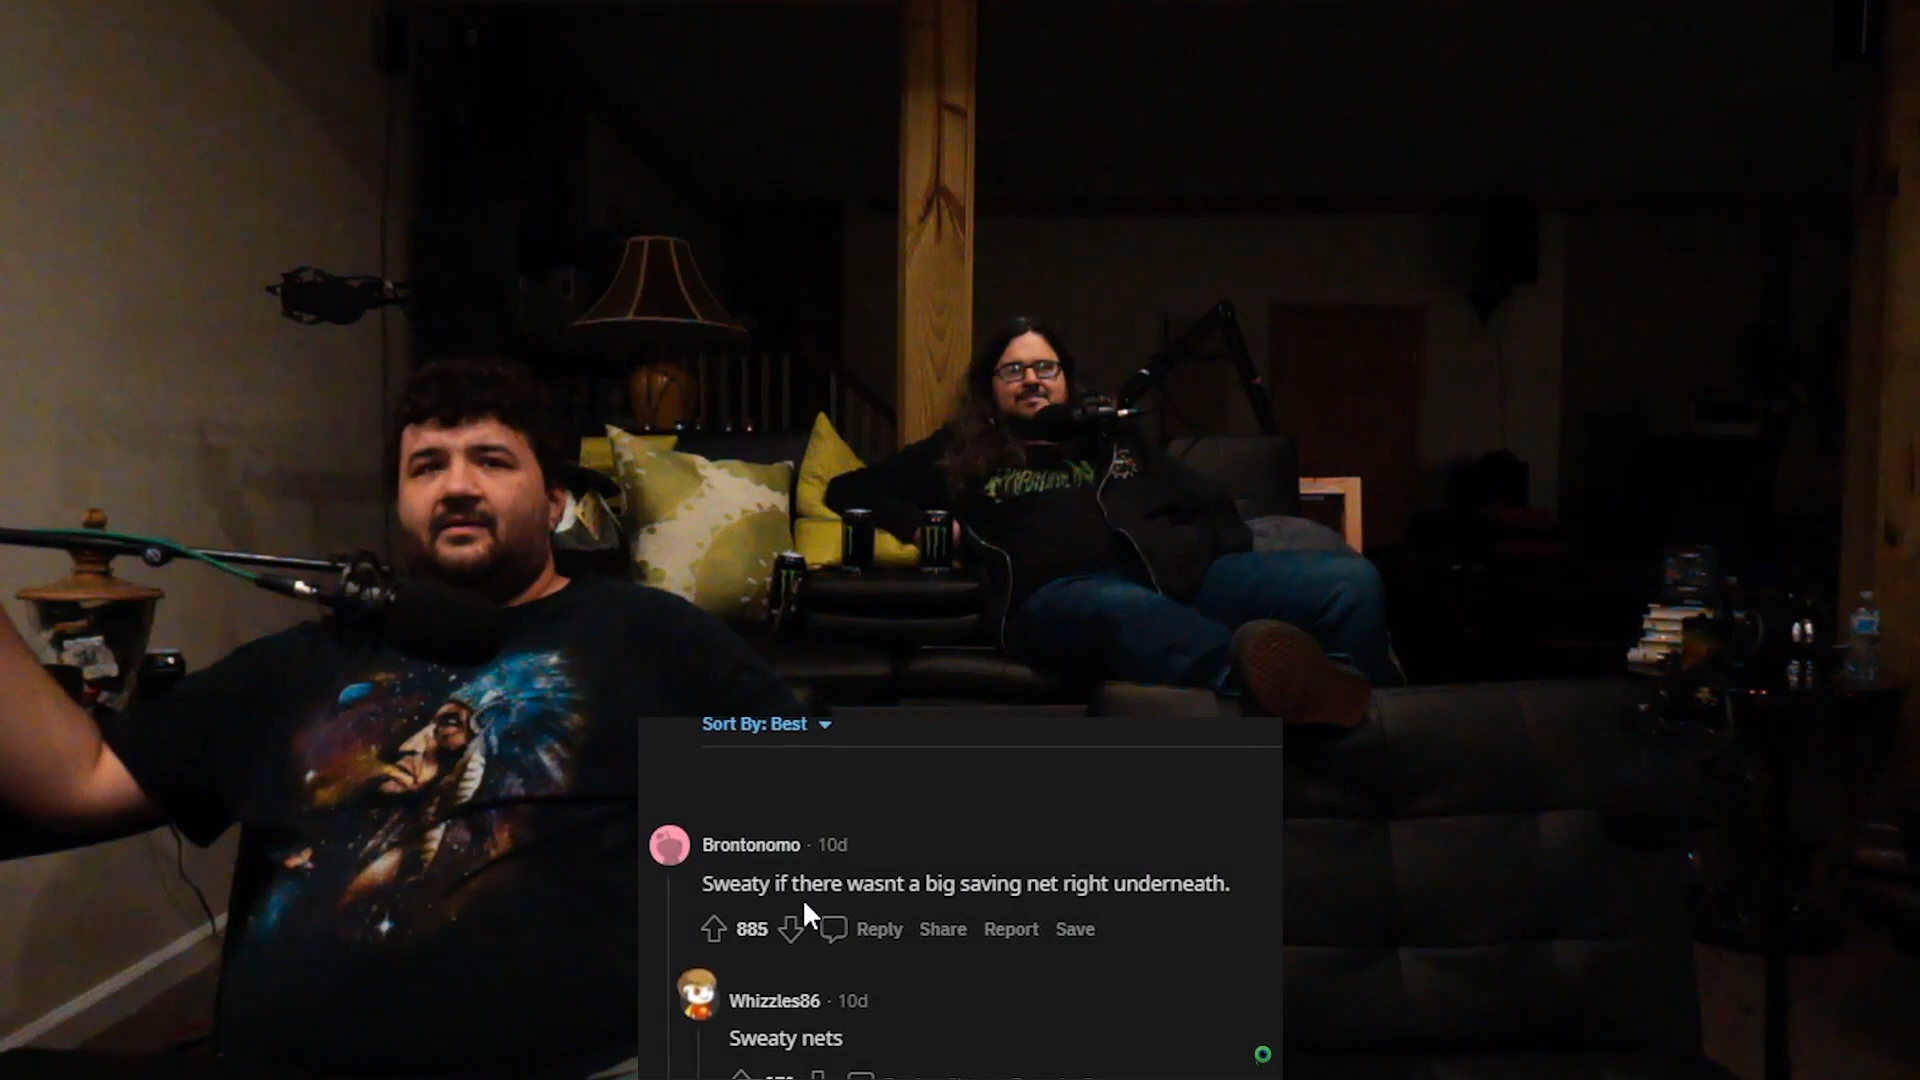 Sort By: Best
Brontonomo · 10d
Sweaty if there wasnt a big saving net right underneath.
885 Reply Share Report Save
Whizzles86 · 10d
Sweaty nets